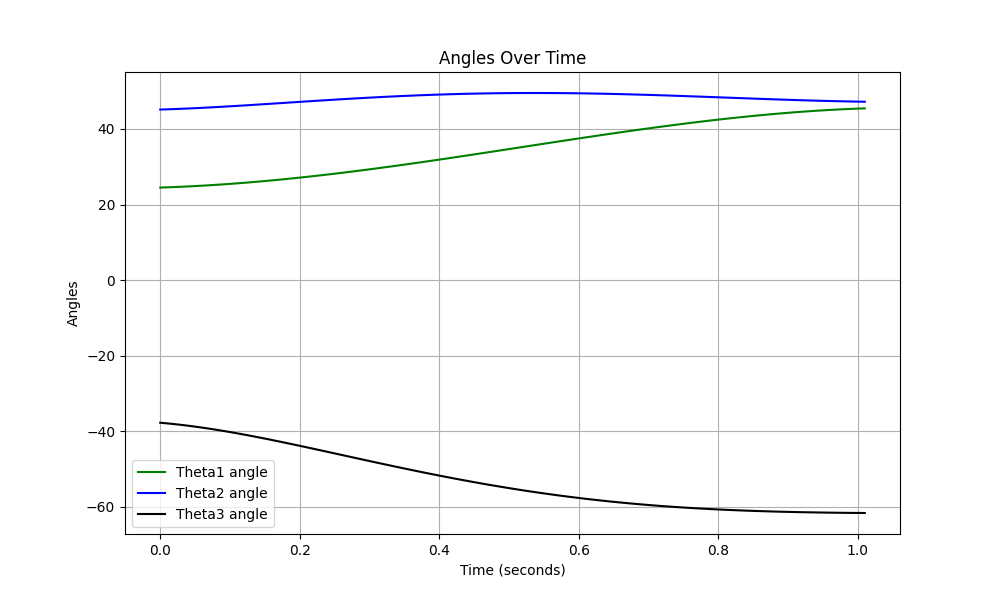 Angles Over Time
Angles
40
20
0
−20
−40
−60
Theta1 angle
Theta2 angle
Theta3 angle
0.0 0.2 0.4 0.6 0.8 1.0
Time (seconds)